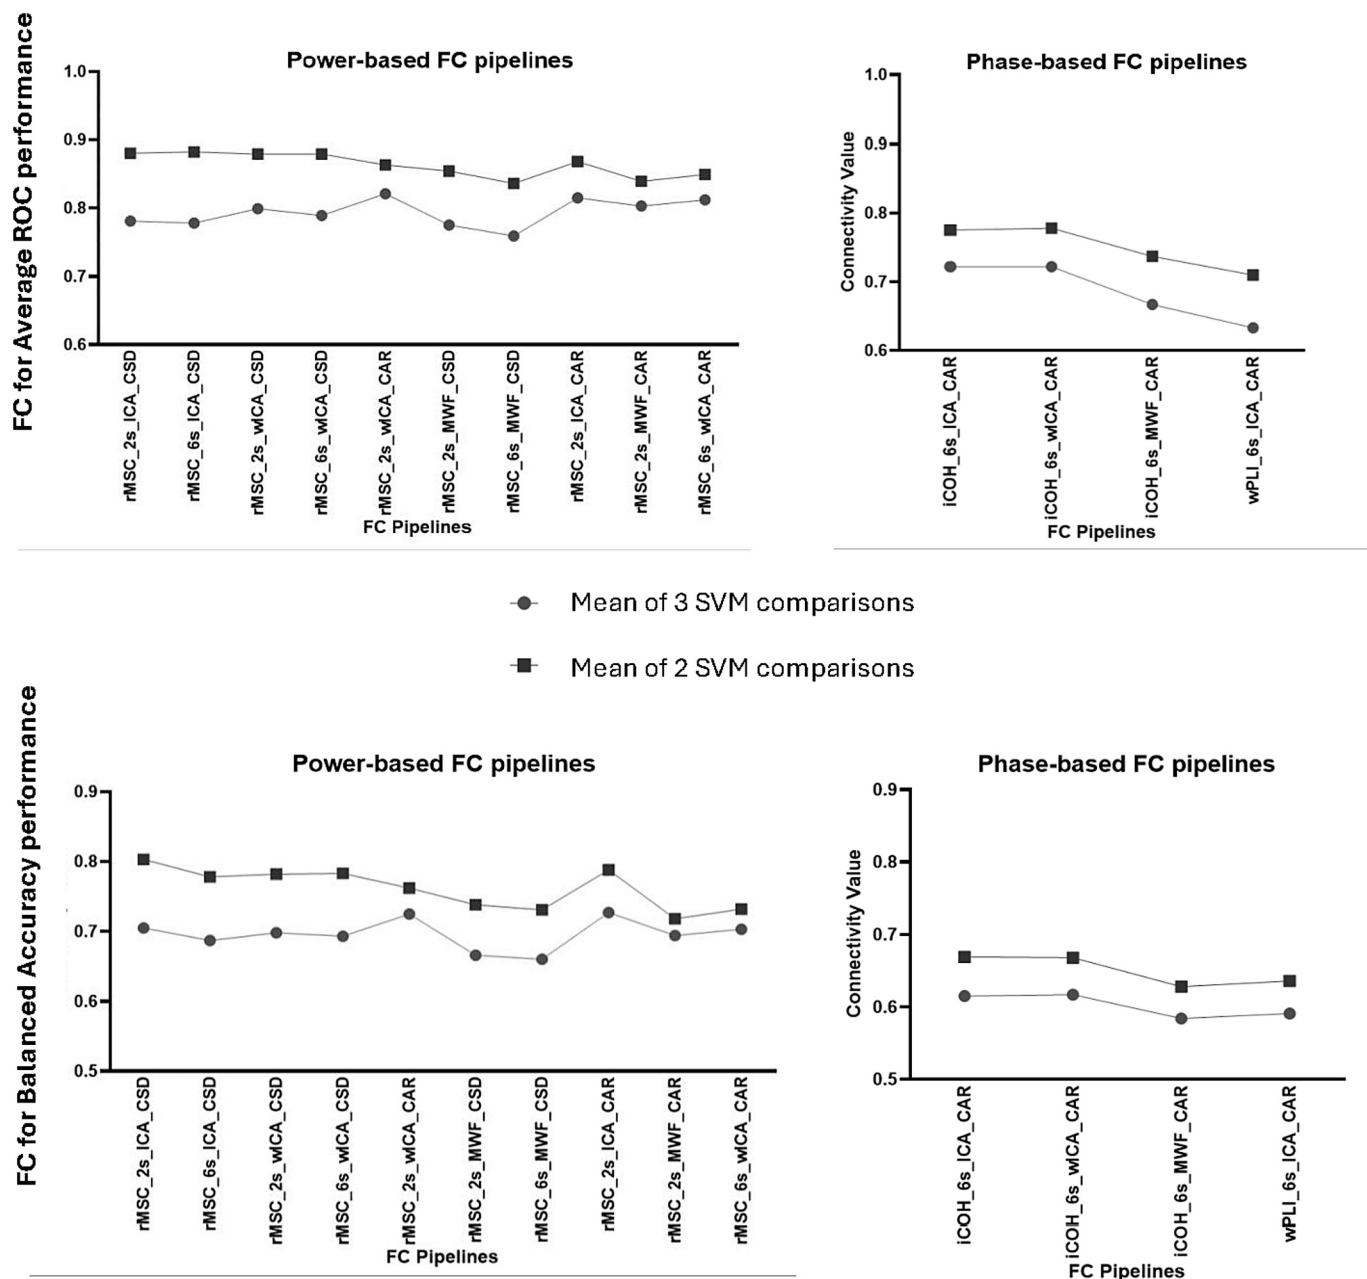 FC for Average ROC performance
Power-based FC pipelines
1.0
0.9
0.8
0.7
0.6
rMSC_2s_ICA_CSD
rMSC_6s_ICA_CSD
rMSC_2s_wICA_CSD
rMSC_6s_wICA_CSD
rMSC_2s_wICA_CAR
rMSC_2s_MWF_CSD
rMSC_6s_MWF_CSD
rMSC_2s_ICA_CAR
rMSC_2s_MWF_CAR
rMSC_6s_wICA_CAR
FC Pipelines
Phase-based FC pipelines
Connectivity Value
1.0
0.9
0.8
0.7
0.6
iCOH_6s_ICA_CAR
iCOH_6s_wICA_CAR
iCOH_6s_MWF_CAR
wPLI_6s_ICA_CAR
FC Pipelines
Mean of 3 SVM comparisons
Mean of 2 SVM comparisons
FC for Balanced Accuracy performance
Power-based FC pipelines
0.9
0.8
0.7
0.6
0.5
rMSC_2s_ICA_CSD
rMSC_6s_ICA_CSD
rMSC_2s_wICA_CSD
rMSC_6s_wICA_CSD
rMSC_2s_wICA_CAR
rMSC_2s_MWF_CSD
rMSC_6s_MWF_CSD
rMSC_2s_ICA_CAR
rMSC_2s_MWF_CAR
rMSC_6s_wICA_CAR
FC Pipelines
Phase-based FC pipelines
Connectivity Value
0.9
0.8
0.7
0.6
0.5
iCOH_6s_ICA_CAR
iCOH_6s_wICA_CAR
iCOH_6s_MWF_CAR
wPLI_6s_ICA_CAR
FC Pipelines